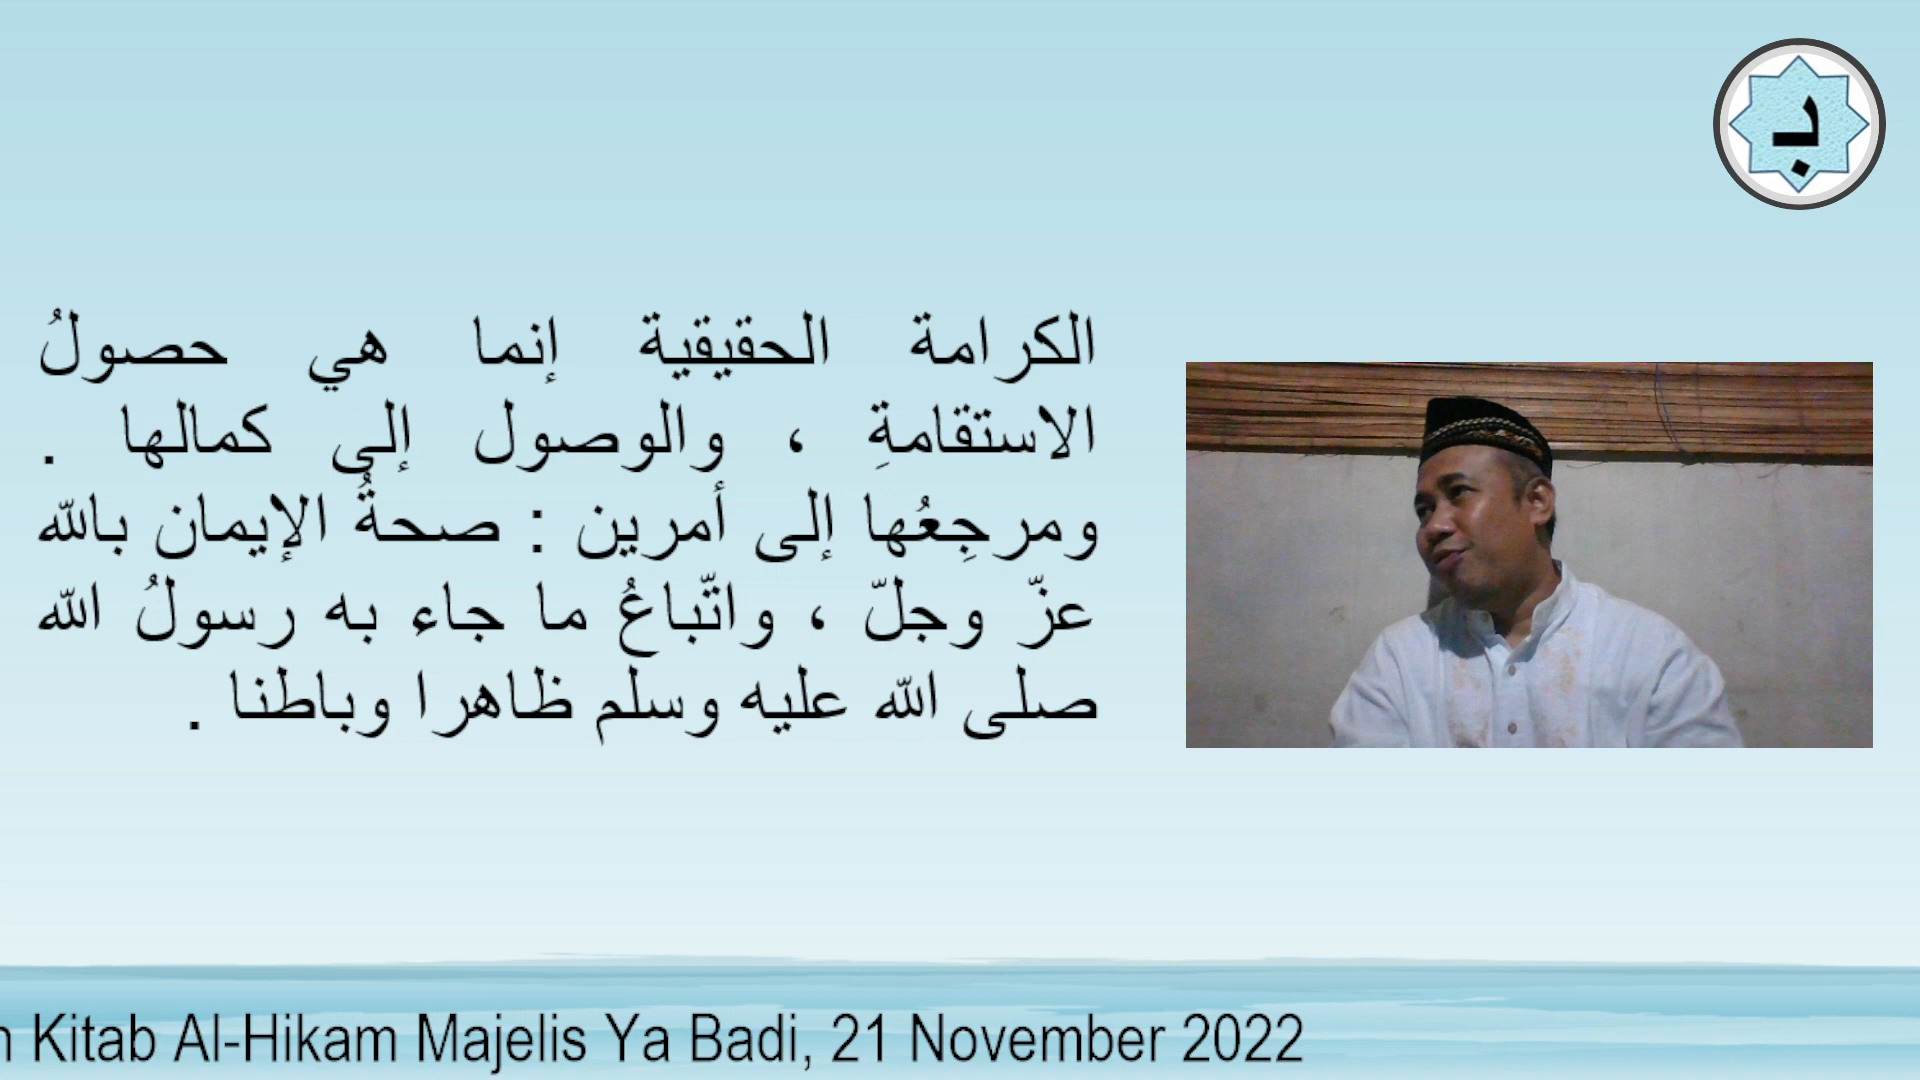 ب
الكرامة الحقيقية إنما هي حصولُ
الاستقامةِ ، والوصول إلى كمالها .
ومرجِعُها إلى أمرين : صحةُ الإيمان بالله
عزّ وجلّ ، واتّباعُ ما جاء به رسولُ الله
صلى الله عليه وسلم ظاهرا وباطنا .
Kitab Al-Hikam Majelis Ya Badi, 21 November 2022